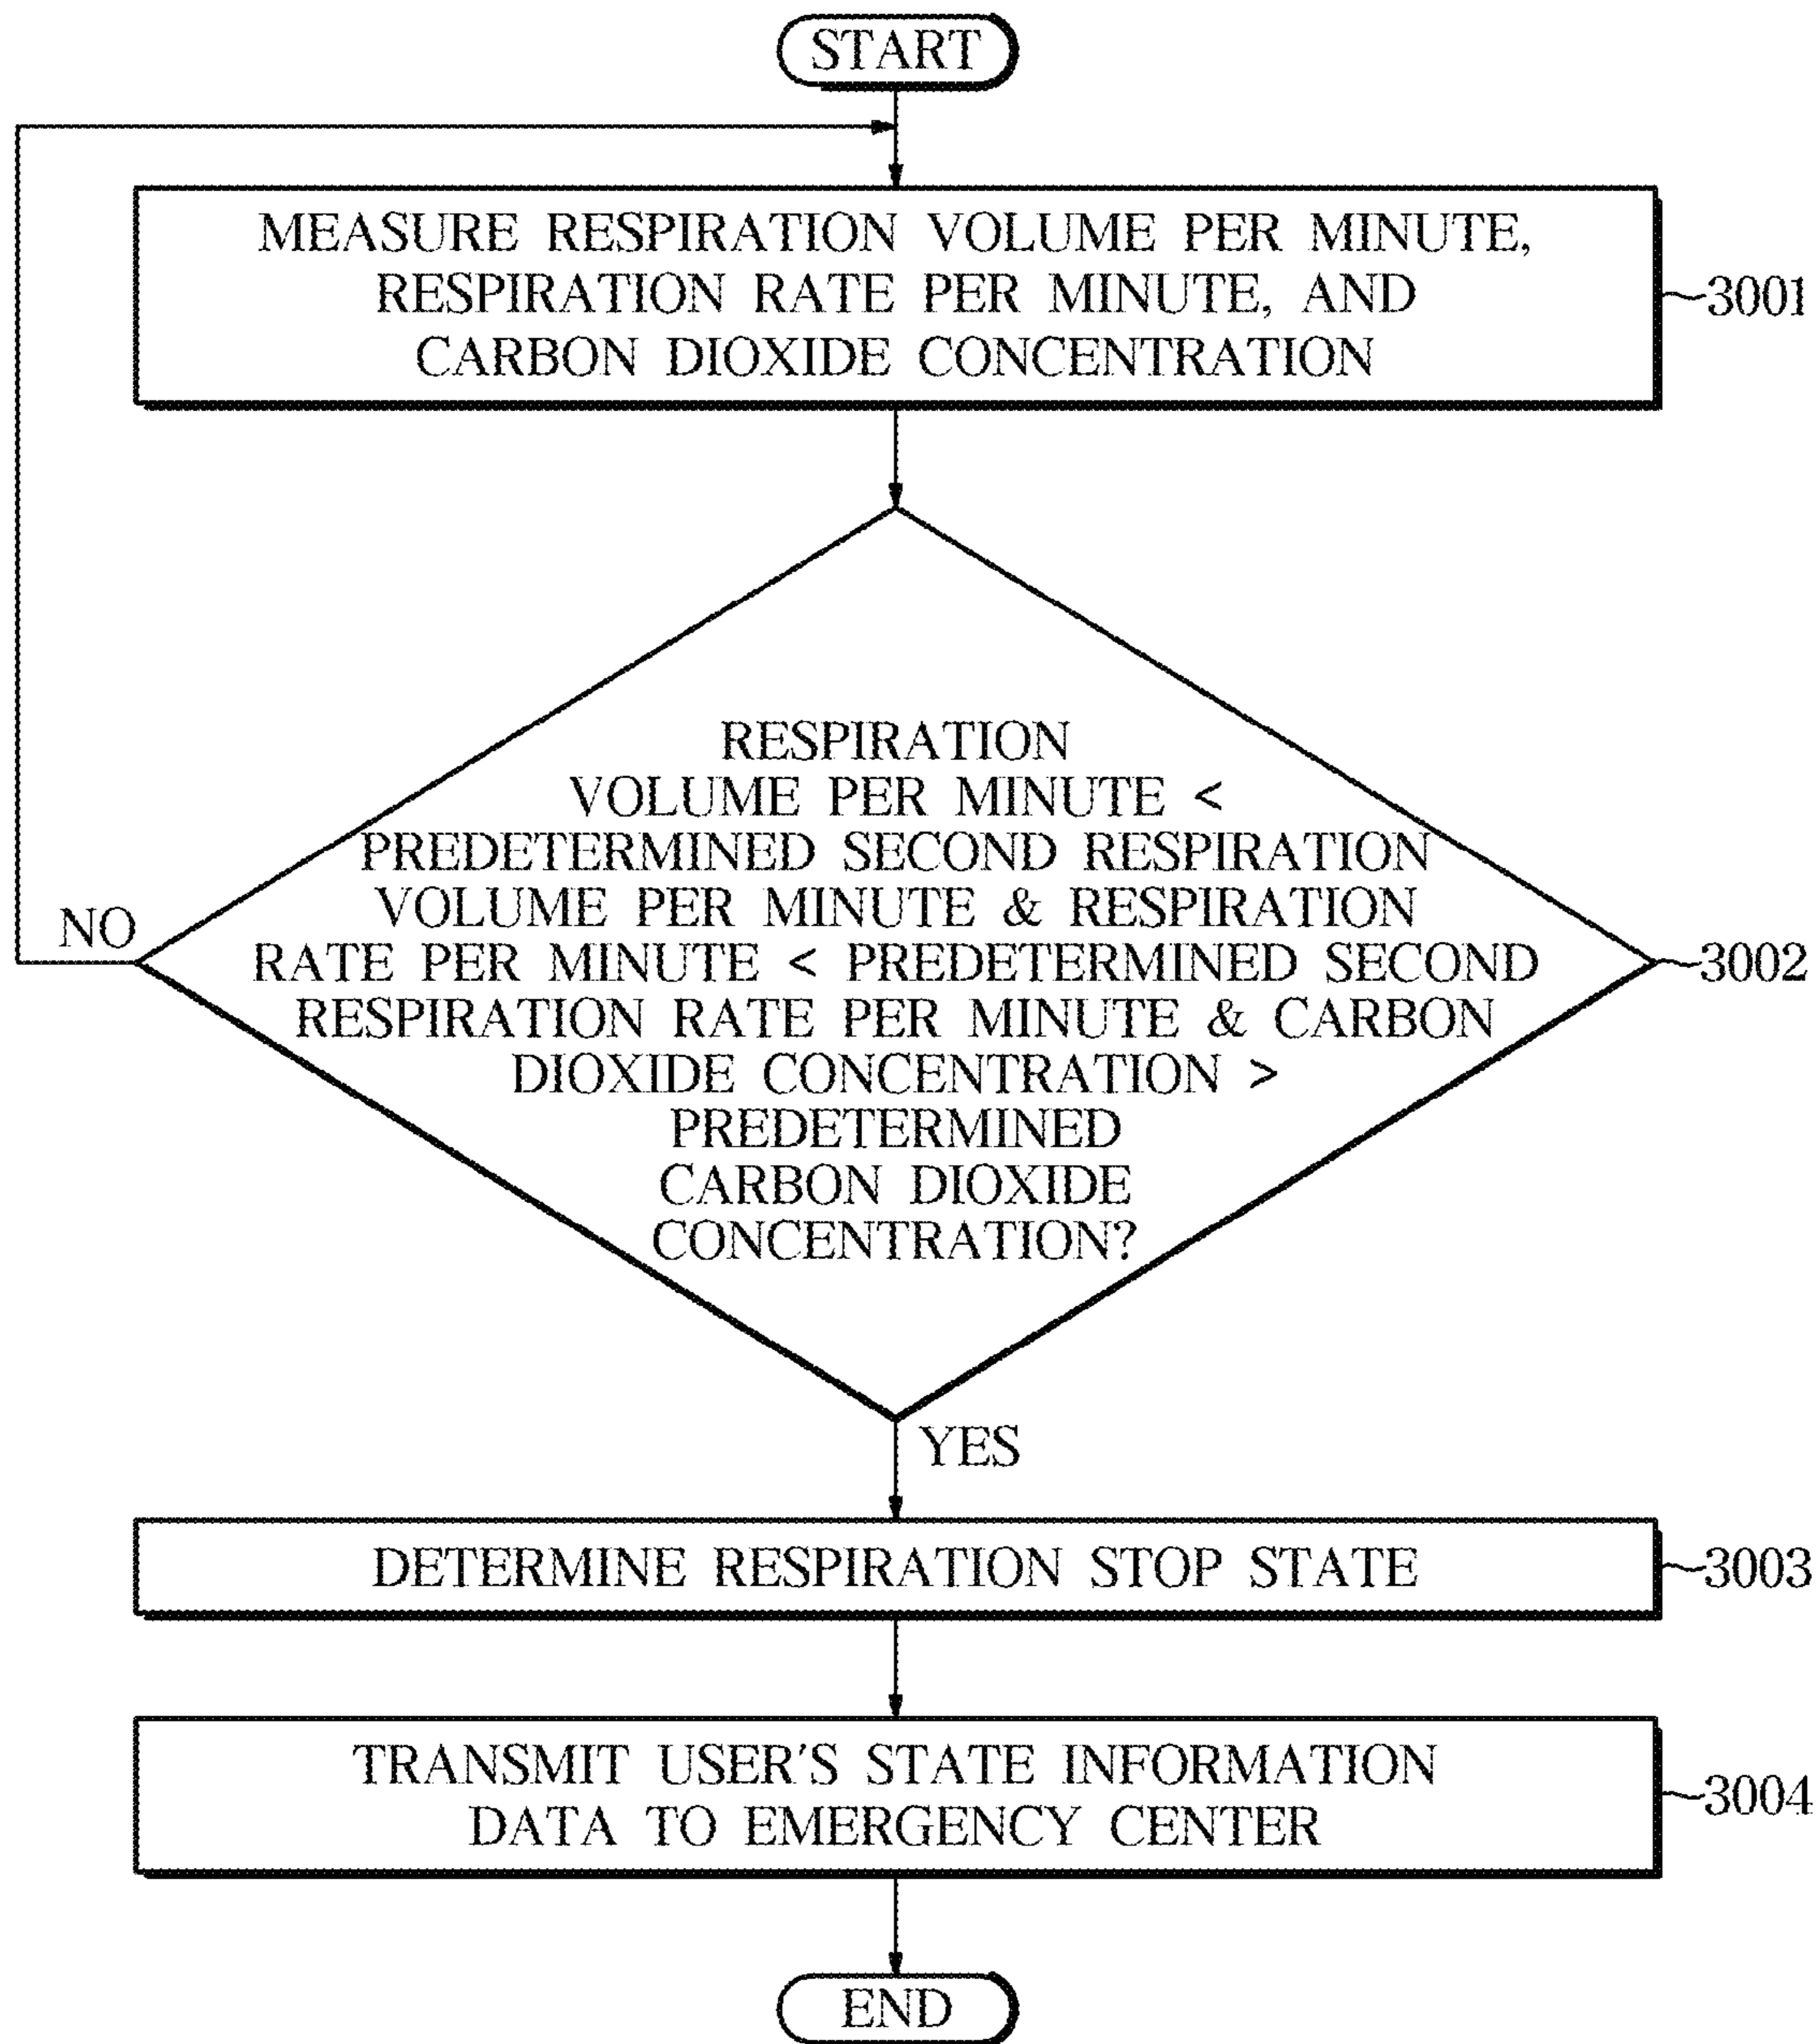 START
MEASURE RESPIRATION VOLUME PER MINUTE,
RESPIRATION RATE PER MINUTE, AND
CARBON DIOXIDE CONCENTRATION
3001
RESPIRATION
VOLUME PER MINUTE <
PREDETERMINED SECOND RESPIRATION
VOLUME PER MINUTE & RESPIRATION
RATE PER MINUTE < PREDETERMINED SECOND
RESPIRATION RATE PER MINUTE & CARBON
DIOXIDE CONCENTRATION >
PREDETERMINED
CARBON DIOXIDE
CONCENTRATION?
NO
3002
YES
DETERMINE RESPIRATION STOP STATE
3003
TRANSMIT USER'S STATE INFORMATION
DATA TO EMERGENCY CENTER
3004
END